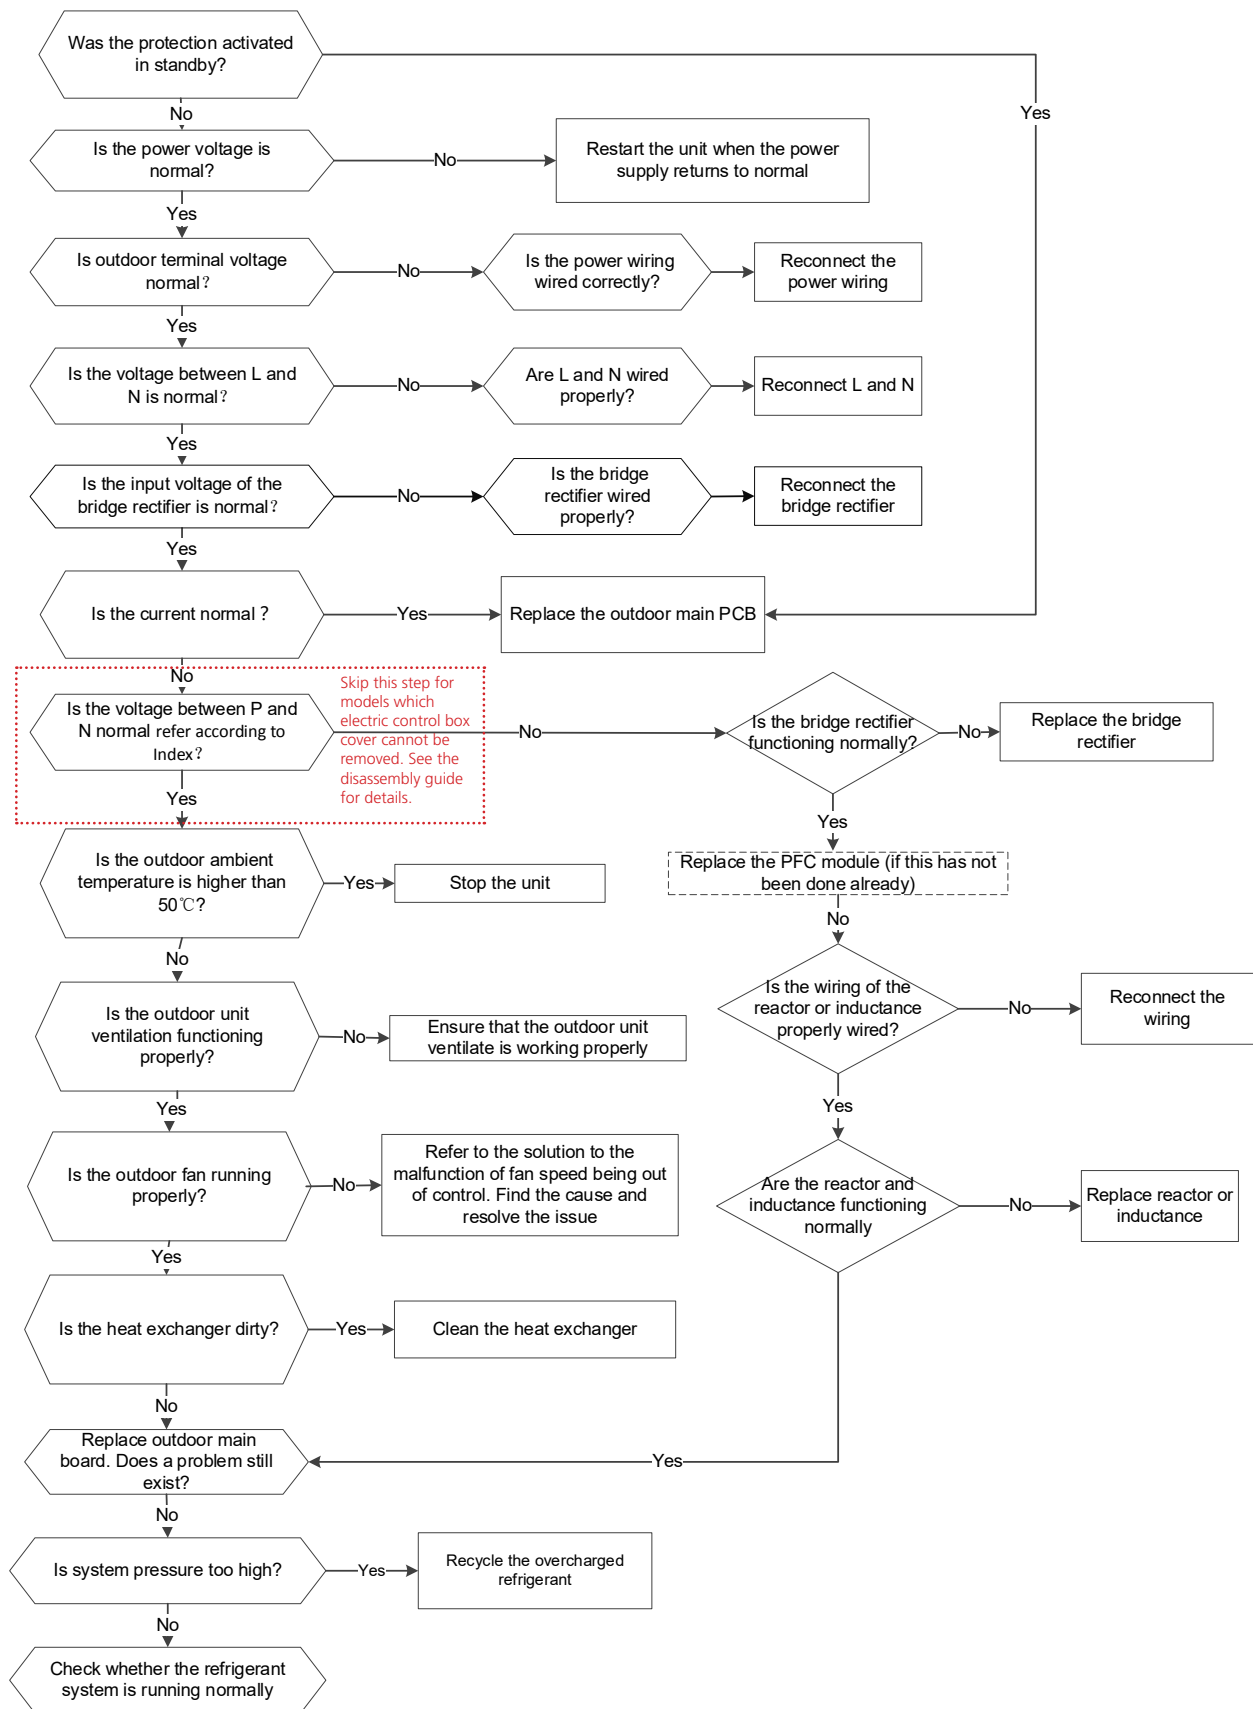 Was the protection activated
in standby?
Yes
No
Is the power voltage is
normal?
No
Restart the unit when the power
supply returns to normal
Yes
Is outdoor terminal voltage
normal?
No
Is the power wiring
wired correctly?
Reconnect the
power wiring
Yes
Is the voltage between L and
N is normal?
No
Are L and N wired
properly?
Reconnect L and N
Yes
Is the input voltage of the
bridge rectifier is normal?
No
Is the bridge
rectifier wired
properly?
Reconnect the
bridge rectifier
Yes
Is the current normal ?
Yes
Replace the outdoor main PCB
No
Is the voltage between P and
N normal refer according to
Index?
Skip this step for
models which
electric control box
cover cannot be
removed. See the
disassembly guide
for details.
No
Is the bridge rectifier
functioning normally?
No
Replace the bridge
rectifier
Yes
Yes
Is the outdoor ambient
temperature is higher than
50℃?
Yes
Stop the unit
Replace the PFC module (if this has not
been done already)
No
No
Is the outdoor unit
ventilation functioning
properly?
No
Ensure that the outdoor unit
ventilate is working properly
Is the wiring of the
reactor or inductance
properly wired?
No
Reconnect the
wiring
Yes
Yes
Is the outdoor fan running
properly?
No
Refer to the solution to the
malfunction of fan speed being out
of control. Find the cause and
resolve the issue
Are the reactor and
inductance functioning
normally
No
Replace reactor or
inductance
Yes
Is the heat exchanger dirty?
Yes
Clean the heat exchanger
No
Replace outdoor main
board. Does a problem still
exist?
Yes
No
Is system pressure too high?
Yes
Recycle the overcharged
refrigerant
No
Check whether the refrigerant
system is running normally